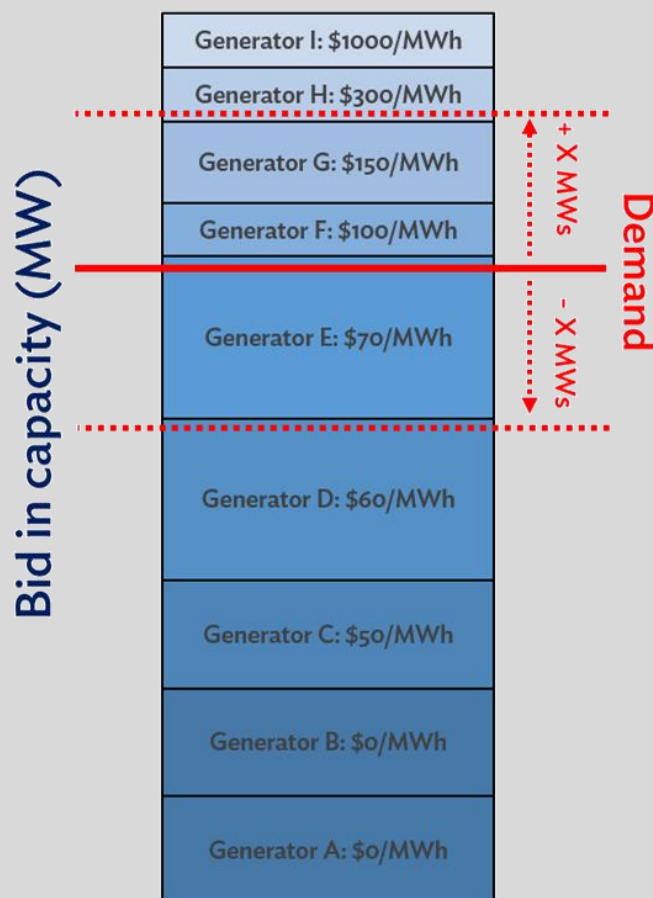 Generator I: $1000/MWh
Generator H: $300/MWh
Generator G: $150/MWh
Generator F: $100/MWh
Generator E: $70/MWh
Generator D: $60/MWh
Generator C: $50/MWh
Generator B: $0/MWh
Generator A: $0/MWh
Bid in capacity (MW)
+ X MWs
- X MWs
Demand